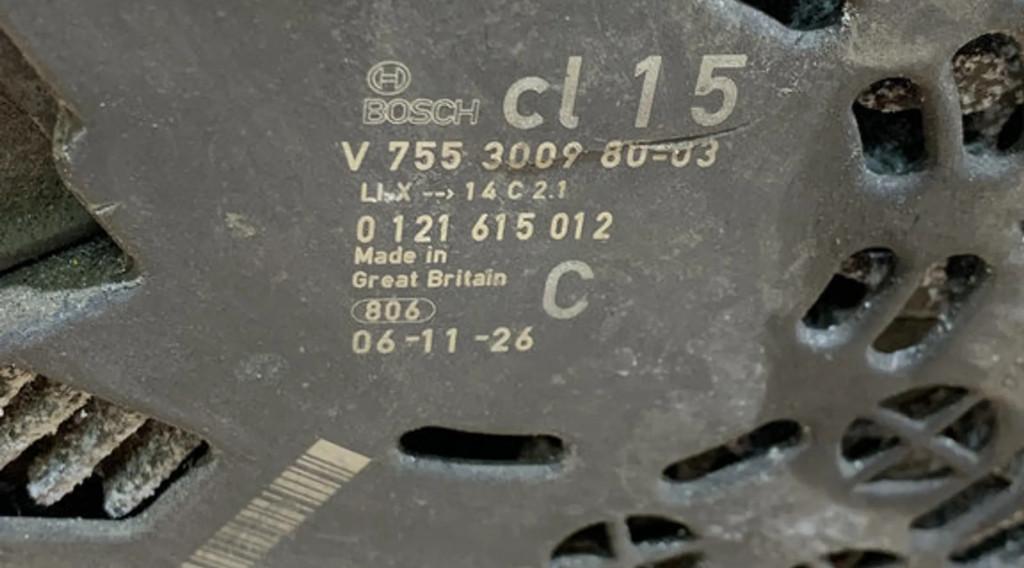 BOSCH
cl 15
V 755 3009 80-03
LI-X --> 14 C 2.1
0 121 615 012
Made in
Great Britain
C
806
06-11-26